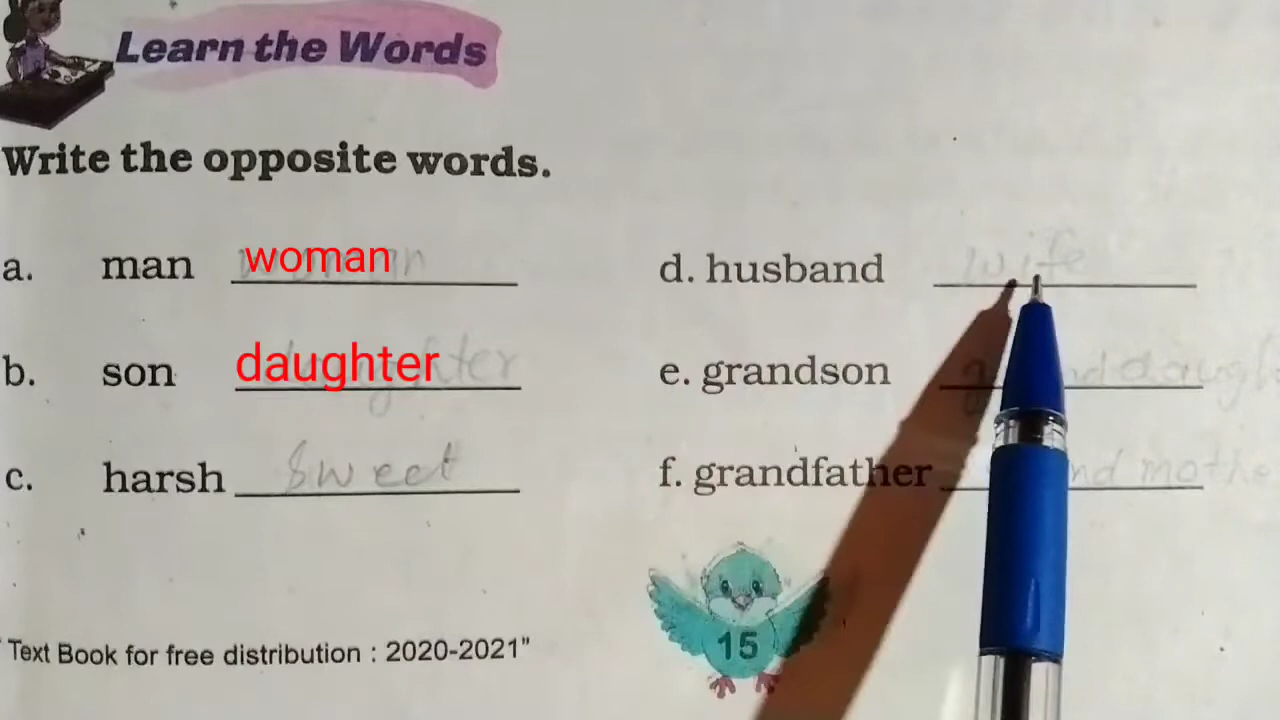 Learn the Words
Write the opposite words.
a. man woman
b. son daughter
c. harsh sweet
d. husband wife
e. grandson
f. grandfather
15
Text Book for free distribution : 2020-2021"